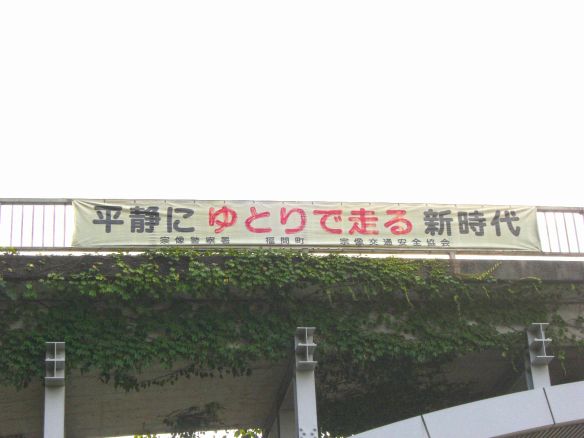 平静に ゆとりで走る 新時代
宗像警察署 福間町 宗像交通安全協会